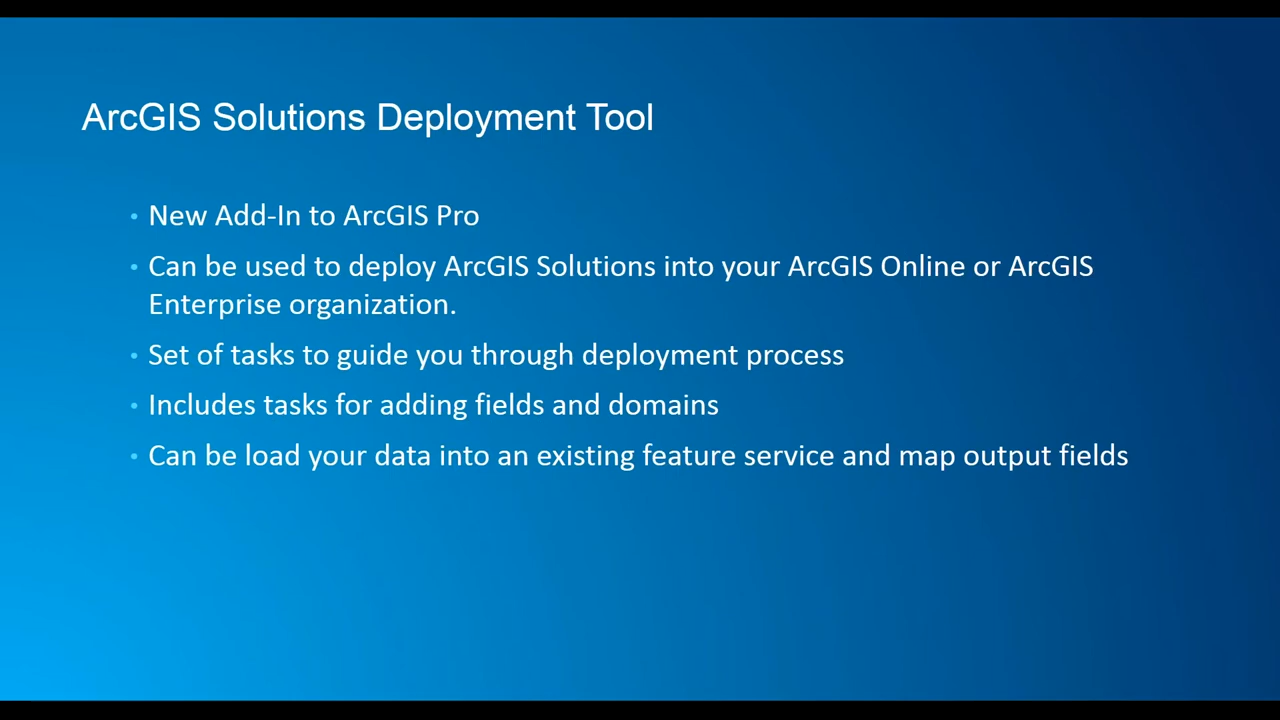 ArcGIS Solutions Deployment Tool
• New Add-In to ArcGIS Pro
• Can be used to deploy ArcGIS Solutions into your ArcGIS Online or ArcGIS
Enterprise organization.
• Set of tasks to guide you through deployment process
• Includes tasks for adding fields and domains
• Can be load your data into an existing feature service and map output fields